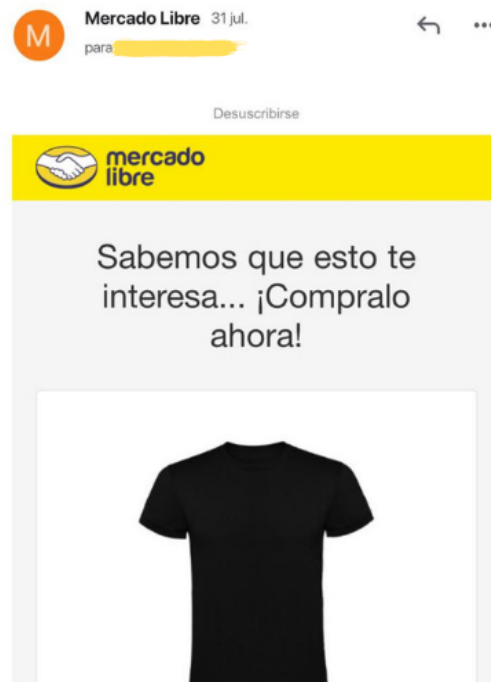 M
Mercado Libre 31 jul.
para
Desuscribirse
mercado
libre
Sabemos que esto te
interesa... ¡Compralo
ahora!